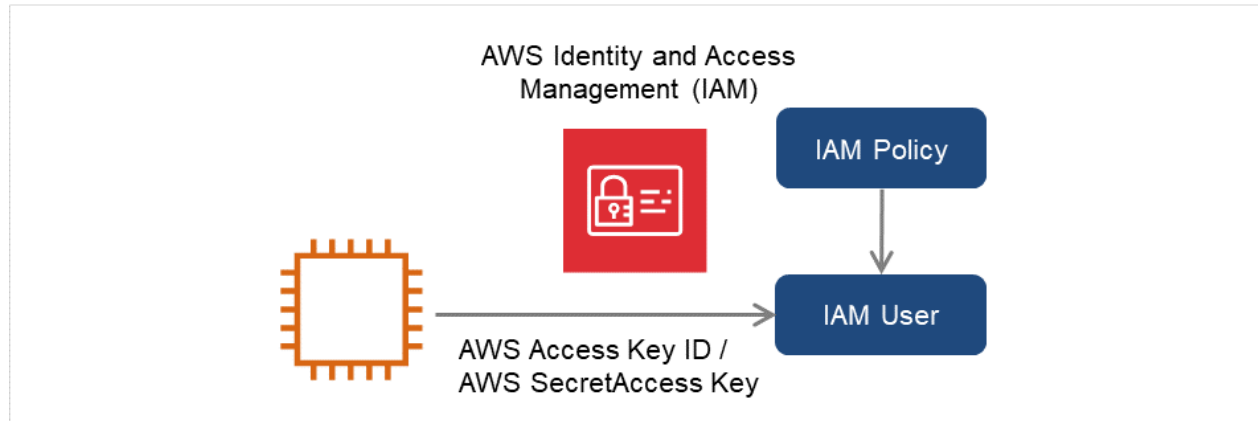 AWS Identity and Access
Management (IAM)
IAM Policy
IAM User
AWS Access Key ID /
AWS SecretAccess Key